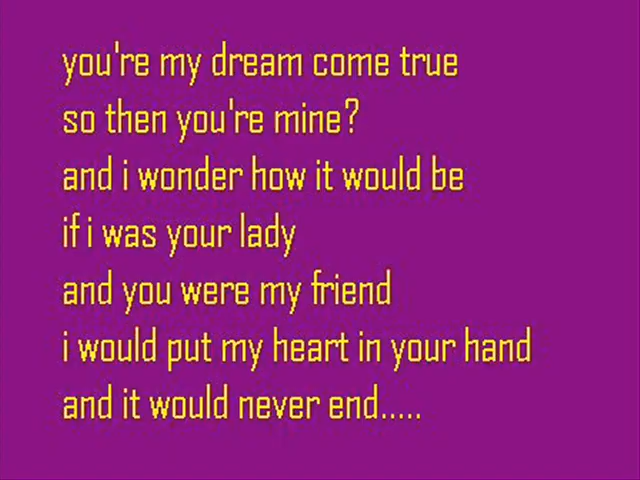 you're my dream come true
so then you're mine?
and i wonder how it would be
if i was your lady
and you were my friend
i would put my heart in your hand
and it would never end.....